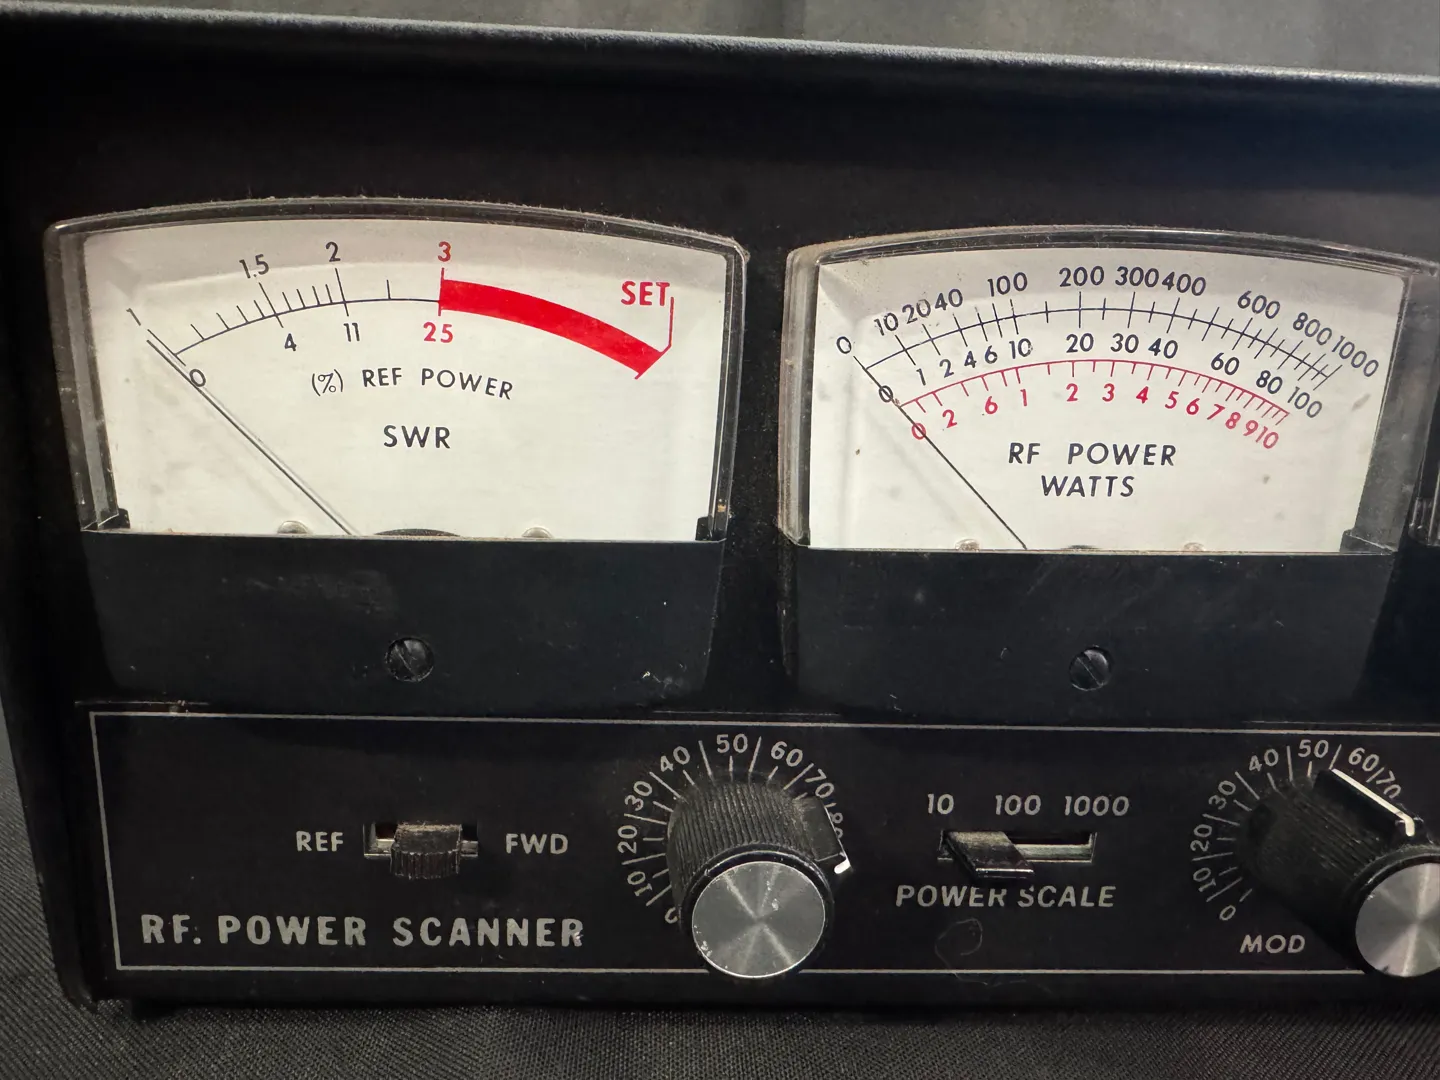 1 1.5 2 3 SET
0 4 11 25
(%) REF POWER
SWR
0 10 20 40 100 200 300 400 600 800 1000
0 1 2 4 6 10 20 30 40 60 80 100
0 .2 .6 1 2 3 4 5 6 7 8 9 10
RF POWER
WATTS
REF FWD
RF. POWER SCANNER
0 10 20 30 40 50 60 70 80
10 100 1000
POWER SCALE
0 10 20 30 40 50 60 70
MOD